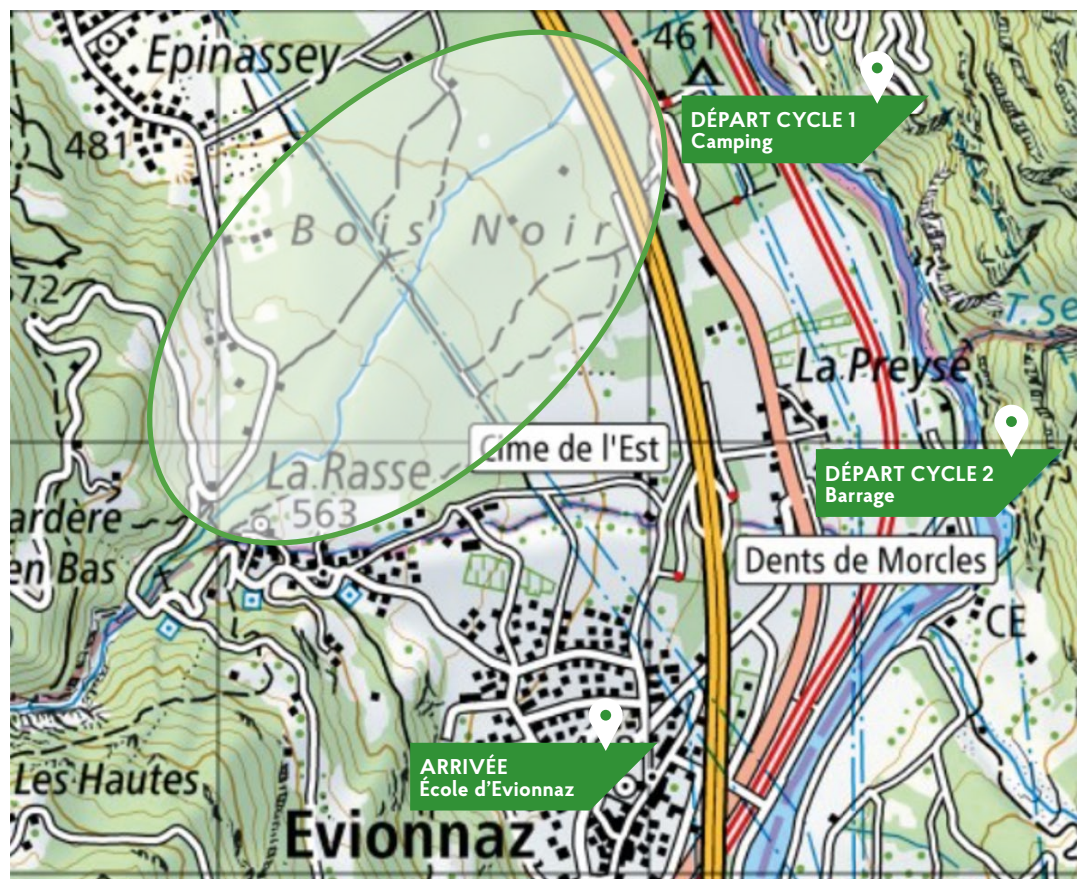 Epinassey
461
DÉPART CYCLE 1
Camping
481
Bois Noir
72
T. Se
La Preyse
Cime de l'Est
La Rasse
DÉPART CYCLE 2
Barrage
563
ardère
en Bas
Dents de Morcles
CE
ARRIVÉE
École d'Evionnaz
Les Hautes
Evionnaz